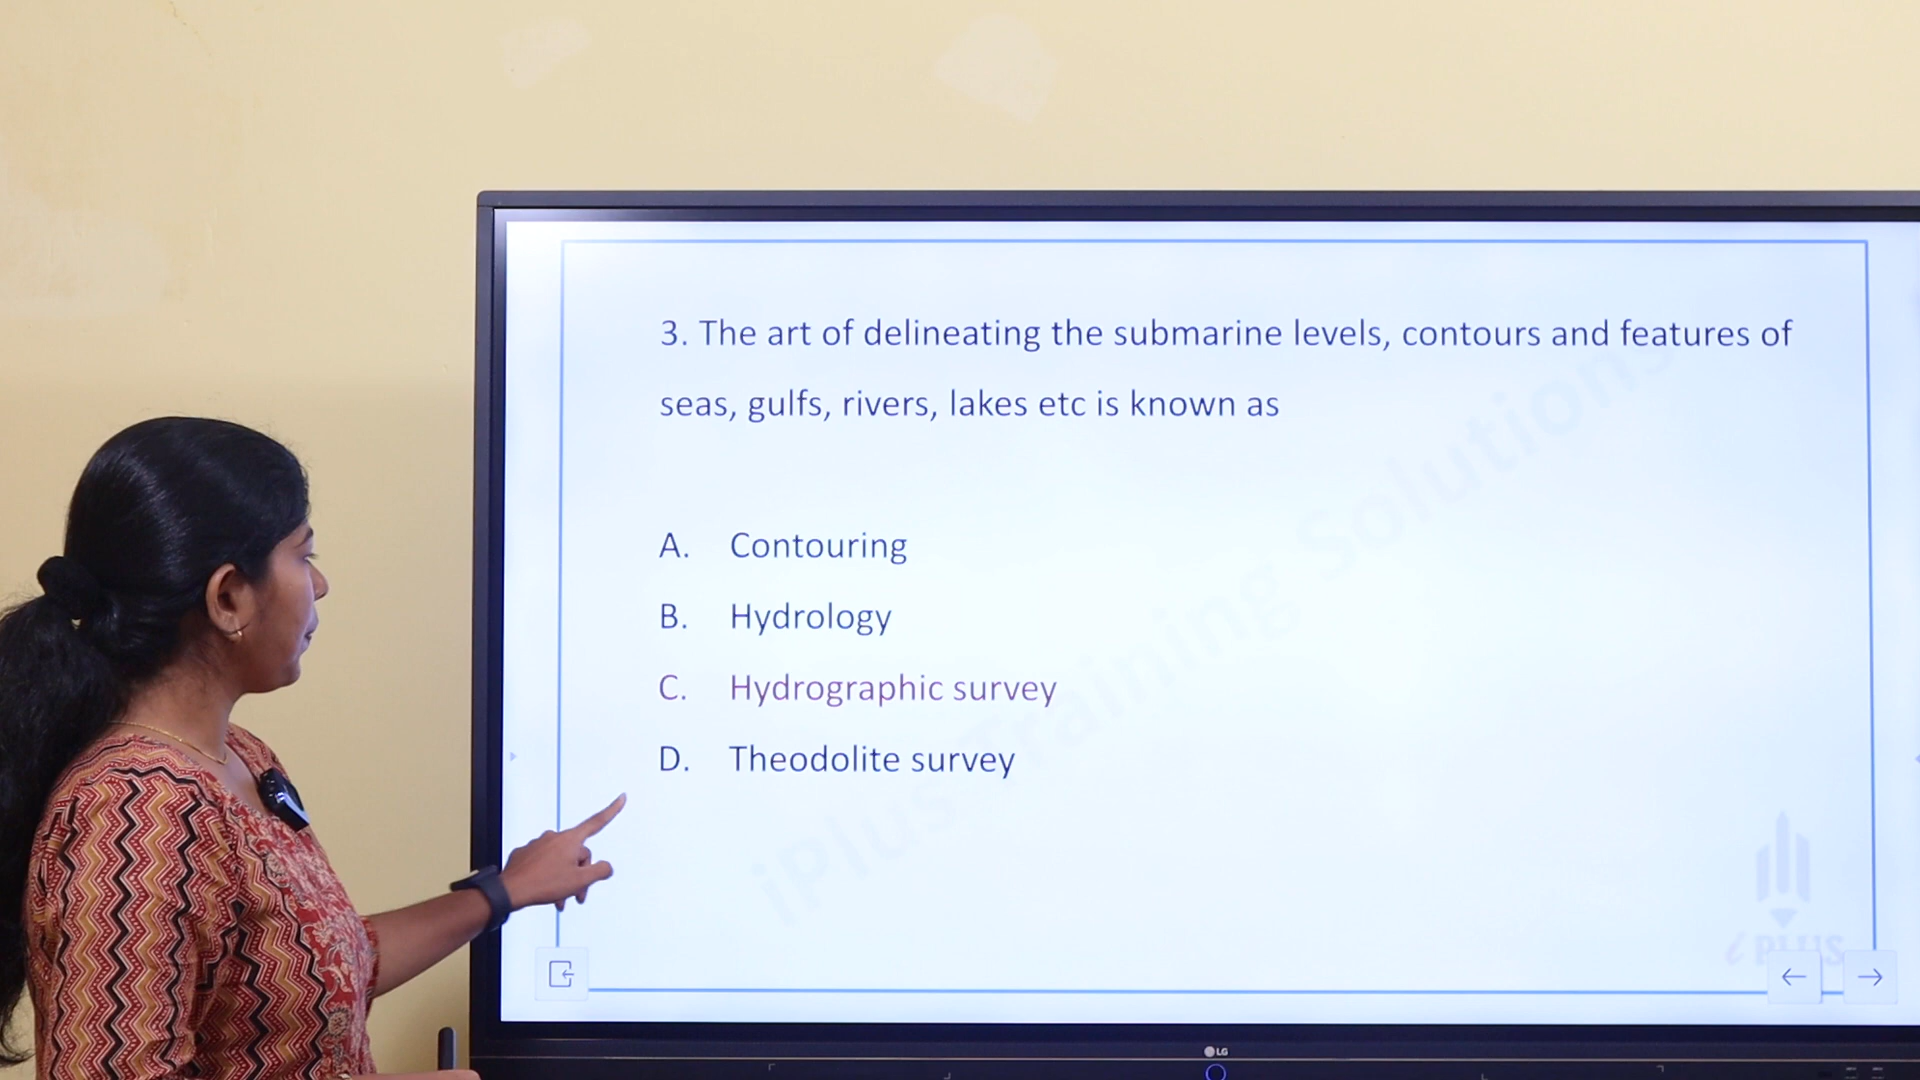 3. The art of delineating the submarine levels, contours and features of
seas, gulfs, rivers, lakes etc is known as
A. Contouring
B. Hydrology
C. Hydrographic survey
D. Theodolite survey
iPlus Training Solutions
i PLUS
LG